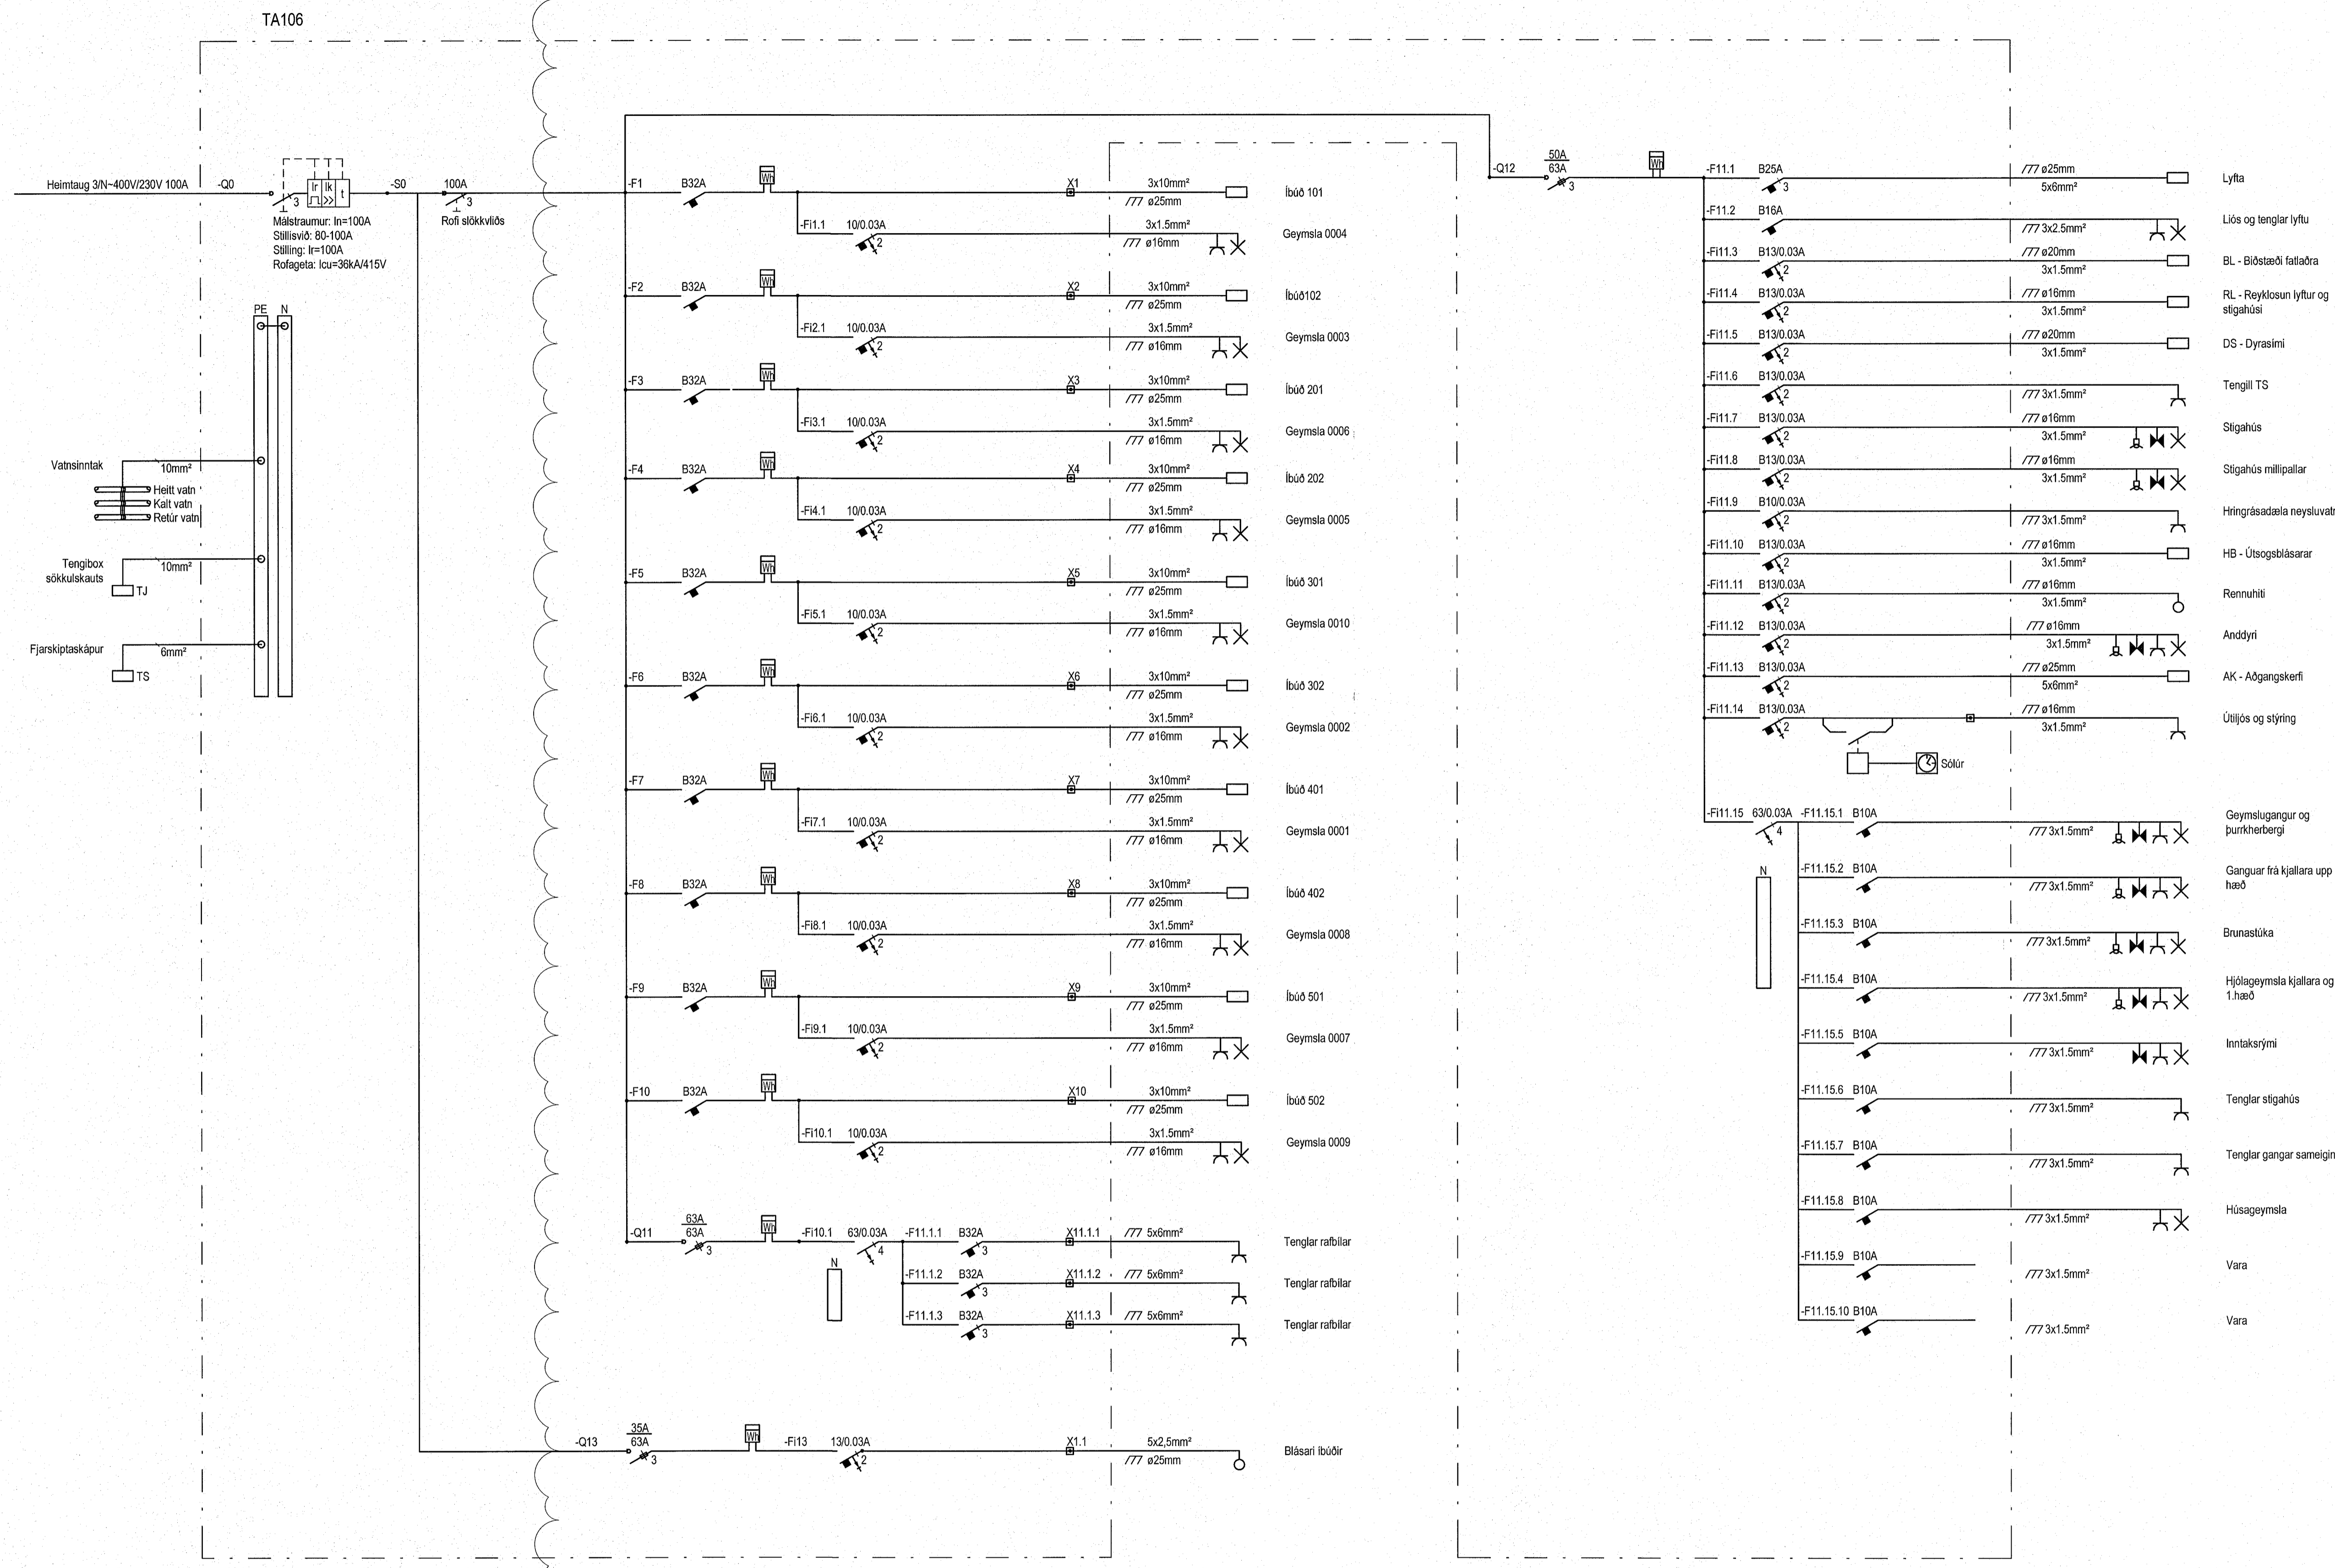 TA106
Heimtaug 3/N~400V/230V 100A
-Q0
Ir Ik t
3
-S0
100A
3
Rofi slökkvliðs
Málstraumur: In=100A
Stillisvið: 80-100A
Stilling: Ir=100A
Rofageta: Icu=36kA/415V
PE N
Vatnsinntak
10mm²
Heitt vatn
Kalt vatn
Retúr vatn
Tengibox
sökkulskauts
10mm²
TJ
Fjarskiptaskápur
6mm²
TS
-F1 B32A Wh X1 3x10mm² Íbúð 101
ø25mm
-Fi1.1 10/0.03A 3x1.5mm² Geymsla 0004
2 ø16mm
-F2 B32A Wh X2 3x10mm² Íbúð102
ø25mm
-Fi2.1 10/0.03A 3x1.5mm² Geymsla 0003
2 ø16mm
-F3 B32A Wh X3 3x10mm² Íbúð 201
ø25mm
-Fi3.1 10/0.03A 3x1.5mm² Geymsla 0006
2 ø16mm
-F4 B32A Wh X4 3x10mm² Íbúð 202
ø25mm
-Fi4.1 10/0.03A 3x1.5mm² Geymsla 0005
2 ø16mm
-F5 B32A Wh X5 3x10mm² Íbúð 301
ø25mm
-Fi5.1 10/0.03A 3x1.5mm² Geymsla 0010
2 ø16mm
-F6 B32A Wh X6 3x10mm² Íbúð 302
ø25mm
-Fi6.1 10/0.03A 3x1.5mm² Geymsla 0002
2 ø16mm
-F7 B32A Wh X7 3x10mm² Íbúð 401
ø25mm
-Fi7.1 10/0.03A 3x1.5mm² Geymsla 0001
2 ø16mm
-F8 B32A Wh X8 3x10mm² Íbúð 402
ø25mm
-Fi8.1 10/0.03A 3x1.5mm² Geymsla 0008
2 ø16mm
-F9 B32A Wh X9 3x10mm² Íbúð 501
ø25mm
-Fi9.1 10/0.03A 3x1.5mm² Geymsla 0007
2 ø16mm
-F10 B32A Wh X10 3x10mm² Íbúð 502
ø25mm
-Fi10.1 10/0.03A 3x1.5mm² Geymsla 0009
2 ø16mm
63A
-Q11 63A 3 Wh -Fi10.1 63/0.03A 4 -F11.1.1 B32A 3 X11.1.1 5x6mm² Tenglar rafbílar
N
-F11.1.2 B32A 3 X11.1.2 5x6mm² Tenglar rafbílar
-F11.1.3 B32A 3 X11.1.3 5x6mm² Tenglar rafbílar
35A
-Q13 63A 3 Wh -Fi13 13/0.03A 2 X1.1 5x2,5mm² Blásari íbúðir
ø25mm
50A
-Q12 63A 3 Wh
-F11.1 B25A 3 ø25mm Lyfta
5x6mm²
-F11.2 B16A 3x2.5mm² Liós og tenglar lyftu
-Fi11.3 B13/0.03A 2 ø20mm BL - Biðstæði fatlaðra
3x1.5mm²
-Fi11.4 B13/0.03A 2 ø16mm RL - Reyklosun lyftur og
3x1.5mm² stigahúsi
-Fi11.5 B13/0.03A 2 ø20mm DS - Dyrasími
3x1.5mm²
-Fi11.6 B13/0.03A 2 3x1.5mm² Tengill TS
-Fi11.7 B13/0.03A 2 ø16mm Stigahús
3x1.5mm²
-Fi11.8 B13/0.03A 2 ø16mm Stigahús millipallar
3x1.5mm²
-Fi11.9 B10/0.03A 2 3x1.5mm² Hringrásadæla neysluvatn
-Fi11.10 B13/0.03A 2 ø16mm HB - Útsogsblásarar
3x1.5mm²
-Fi11.11 B13/0.03A 2 ø16mm Rennuhiti
3x1.5mm²
-Fi11.12 B13/0.03A 2 ø16mm Anddyri
3x1.5mm²
-Fi11.13 B13/0.03A 2 ø25mm AK - Aðgangskerfi
5x6mm²
-Fi11.14 B13/0.03A 2 ø16mm Útiljós og stýring
3x1.5mm²
Sólúr
-Fi11.15 63/0.03A 4 -F11.15.1 B10A 3x1.5mm² Geymslugangur og
þurrkherbergi
N
-F11.15.2 B10A 3x1.5mm² Ganguar frá kjallara upp
hæð
-F11.15.3 B10A 3x1.5mm² Brunastúka
-F11.15.4 B10A 3x1.5mm² Hjólageymsla kjallara og
1.hæð
-F11.15.5 B10A 3x1.5mm² Inntaksrými
-F11.15.6 B10A 3x1.5mm² Tenglar stigahús
-F11.15.7 B10A 3x1.5mm² Tenglar gangar sameigin
-F11.15.8 B10A 3x1.5mm² Húsageymsla
-F11.15.9 B10A 3x1.5mm² Vara
-F11.15.10 B10A 3x1.5mm² Vara